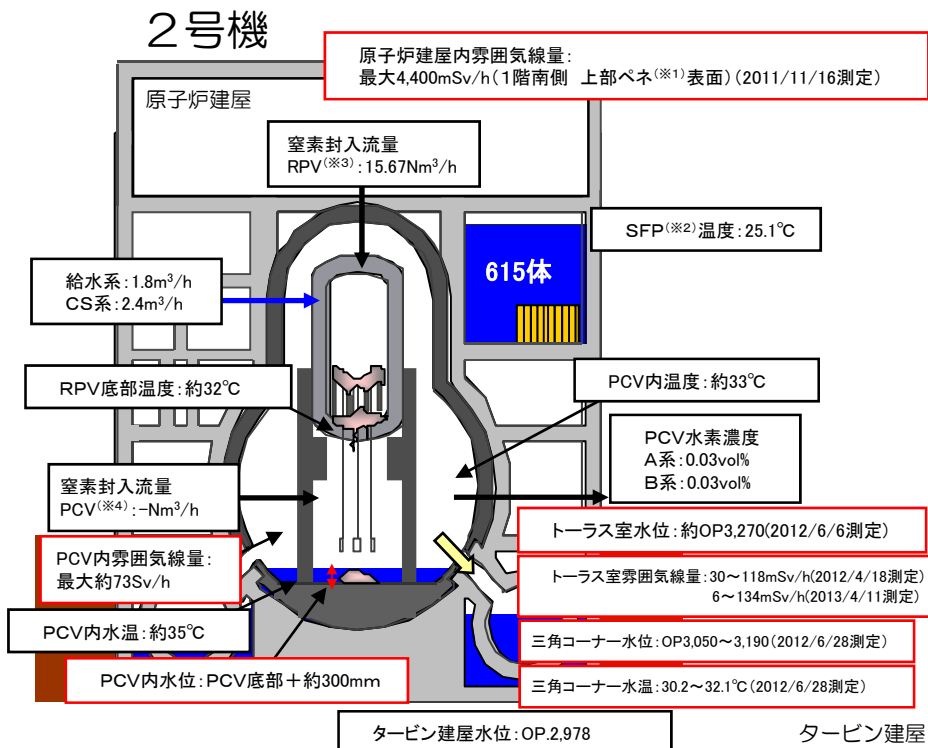 2号機
原子炉建屋内雰囲気線量:
最大4,400mSv/h(1階南側 上部ペネ(※1)表面)(2011/11/16測定)
原子炉建屋
窒素封入流量
RPV(※3):15.67Nm3/h
SFP(※2)温度:25.1℃
615体
給水系:1.8m3/h
CS系:2.4m3/h
RPV底部温度:約32℃
PCV内温度:約33℃
PCV水素濃度
A系:0.03vol%
B系:0.03vol%
窒素封入流量
PCV(※4):-Nm3/h
トーラス室水位:約OP3,270(2012/6/6測定)
PCV内雰囲気線量:
最大約73Sv/h
トーラス室雰囲気線量:30~118mSv/h(2012/4/18測定)
6~134mSv/h(2013/4/11測定)
PCV内水温:約35℃
三角コーナー水位:OP3,050~3,190(2012/6/28測定)
PCV内水位:PCV底部+約300mm
三角コーナー水温:30.2~32.1℃(2012/6/28測定)
タービン建屋水位:OP.2,978
タービン建屋